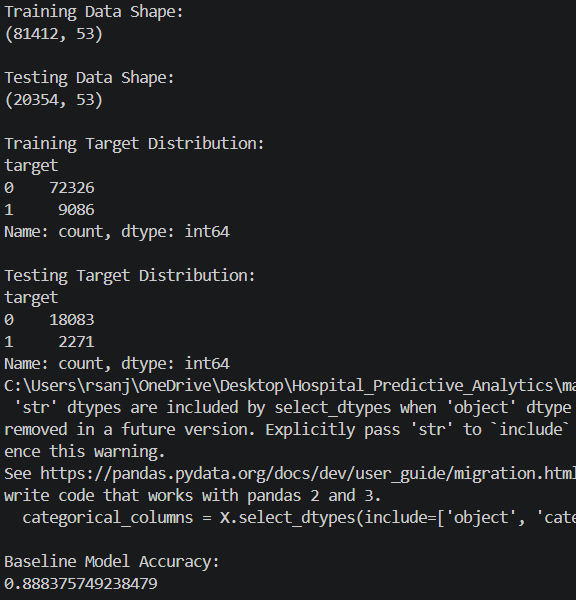 Training Data Shape:
(81412, 53)
Testing Data Shape:
(20354, 53)
Training Target Distribution:
target
0    72326
1     9086
Name: count, dtype: int64
Testing Target Distribution:
target
0    18083
1     2271
Name: count, dtype: int64
C:\Users\rsanj\OneDrive\Desktop\Hospital_Predictive_Analytics\ma
 'str' dtypes are included by select_dtypes when 'object' dtype
removed in a future version. Explicitly pass 'str' to `include`
ence this warning.
See https://pandas.pydata.org/docs/dev/user_guide/migration.html
write code that works with pandas 2 and 3.
  categorical_columns = X.select_dtypes(include=['object', 'cate
Baseline Model Accuracy:
0.888375749238479